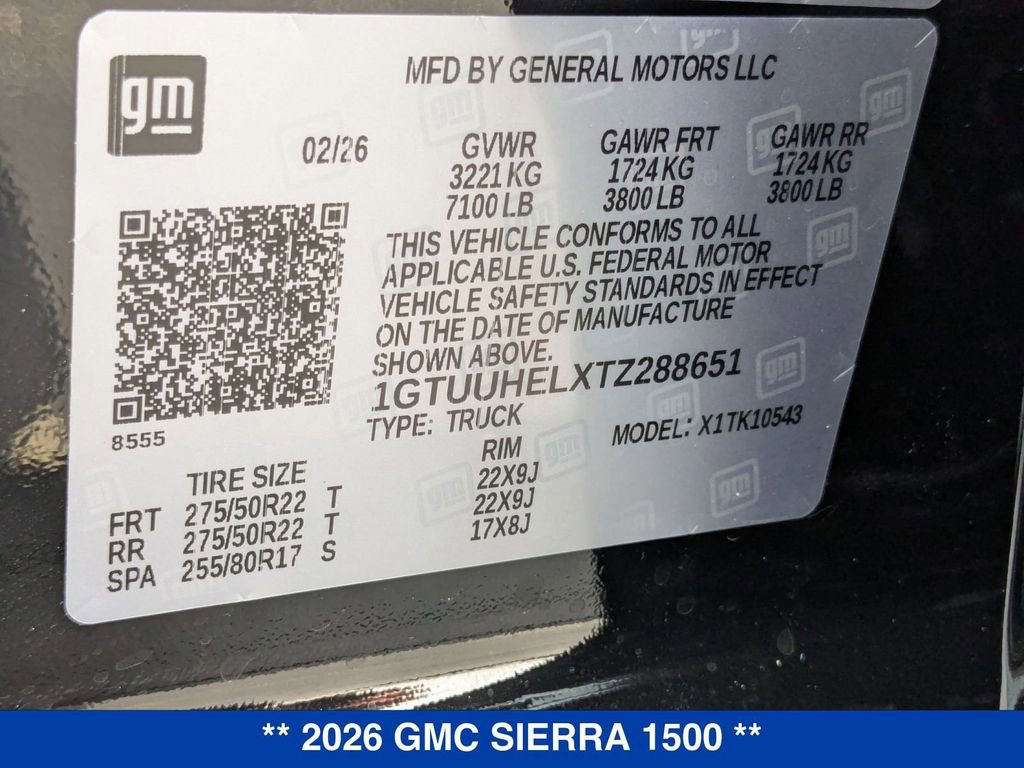 gm
MFD BY GENERAL MOTORS LLC
02/26
GVWR GAWR FRT GAWR RR
3221 KG 1724 KG 1724 KG
7100 LB 3800 LB 3800 LB
THIS VEHICLE CONFORMS TO ALL
APPLICABLE U.S. FEDERAL MOTOR
VEHICLE SAFETY STANDARDS IN EFFECT
ON THE DATE OF MANUFACTURE
SHOWN ABOVE.
1GTUUHELXTZ288651
8555
TYPE: TRUCK MODEL: X1TK10543
TIRE SIZE RIM
FRT 275/50R22 T 22X9J
RR 275/50R22 T 22X9J
SPA 255/80R17 S 17X8J
** 2026 GMC SIERRA 1500 **